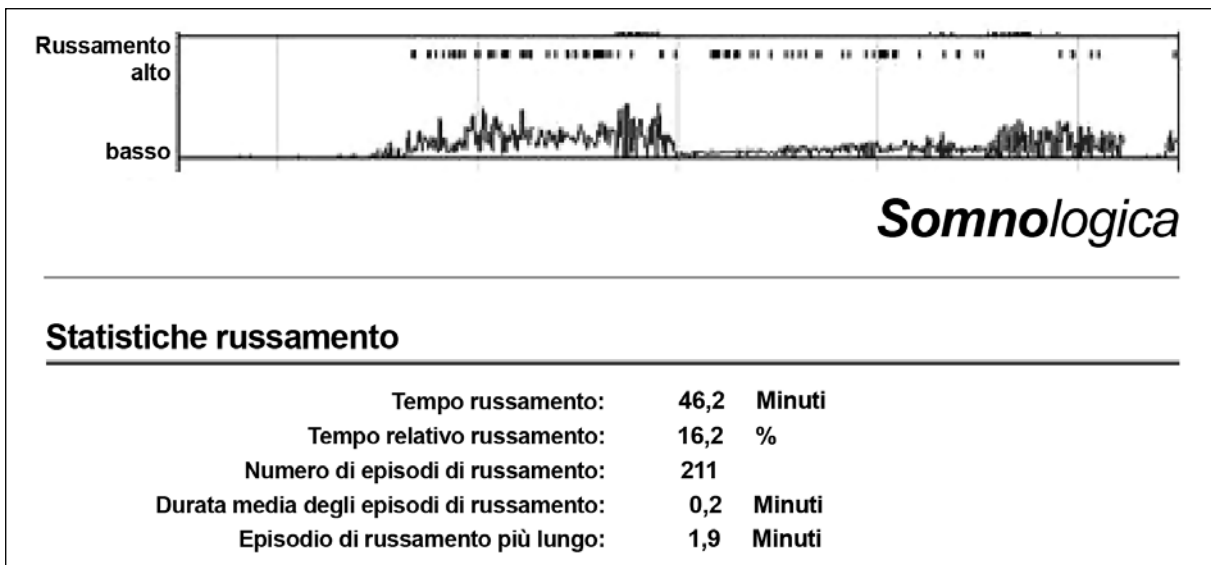 Russamento
alto
basso
Somnologica
Statistiche russamento
Tempo russamento: 46,2 Minuti
Tempo relativo russamento: 16,2 %
Numero di episodi di russamento: 211
Durata media degli episodi di russamento: 0,2 Minuti
Episodio di russamento più lungo: 1,9 Minuti